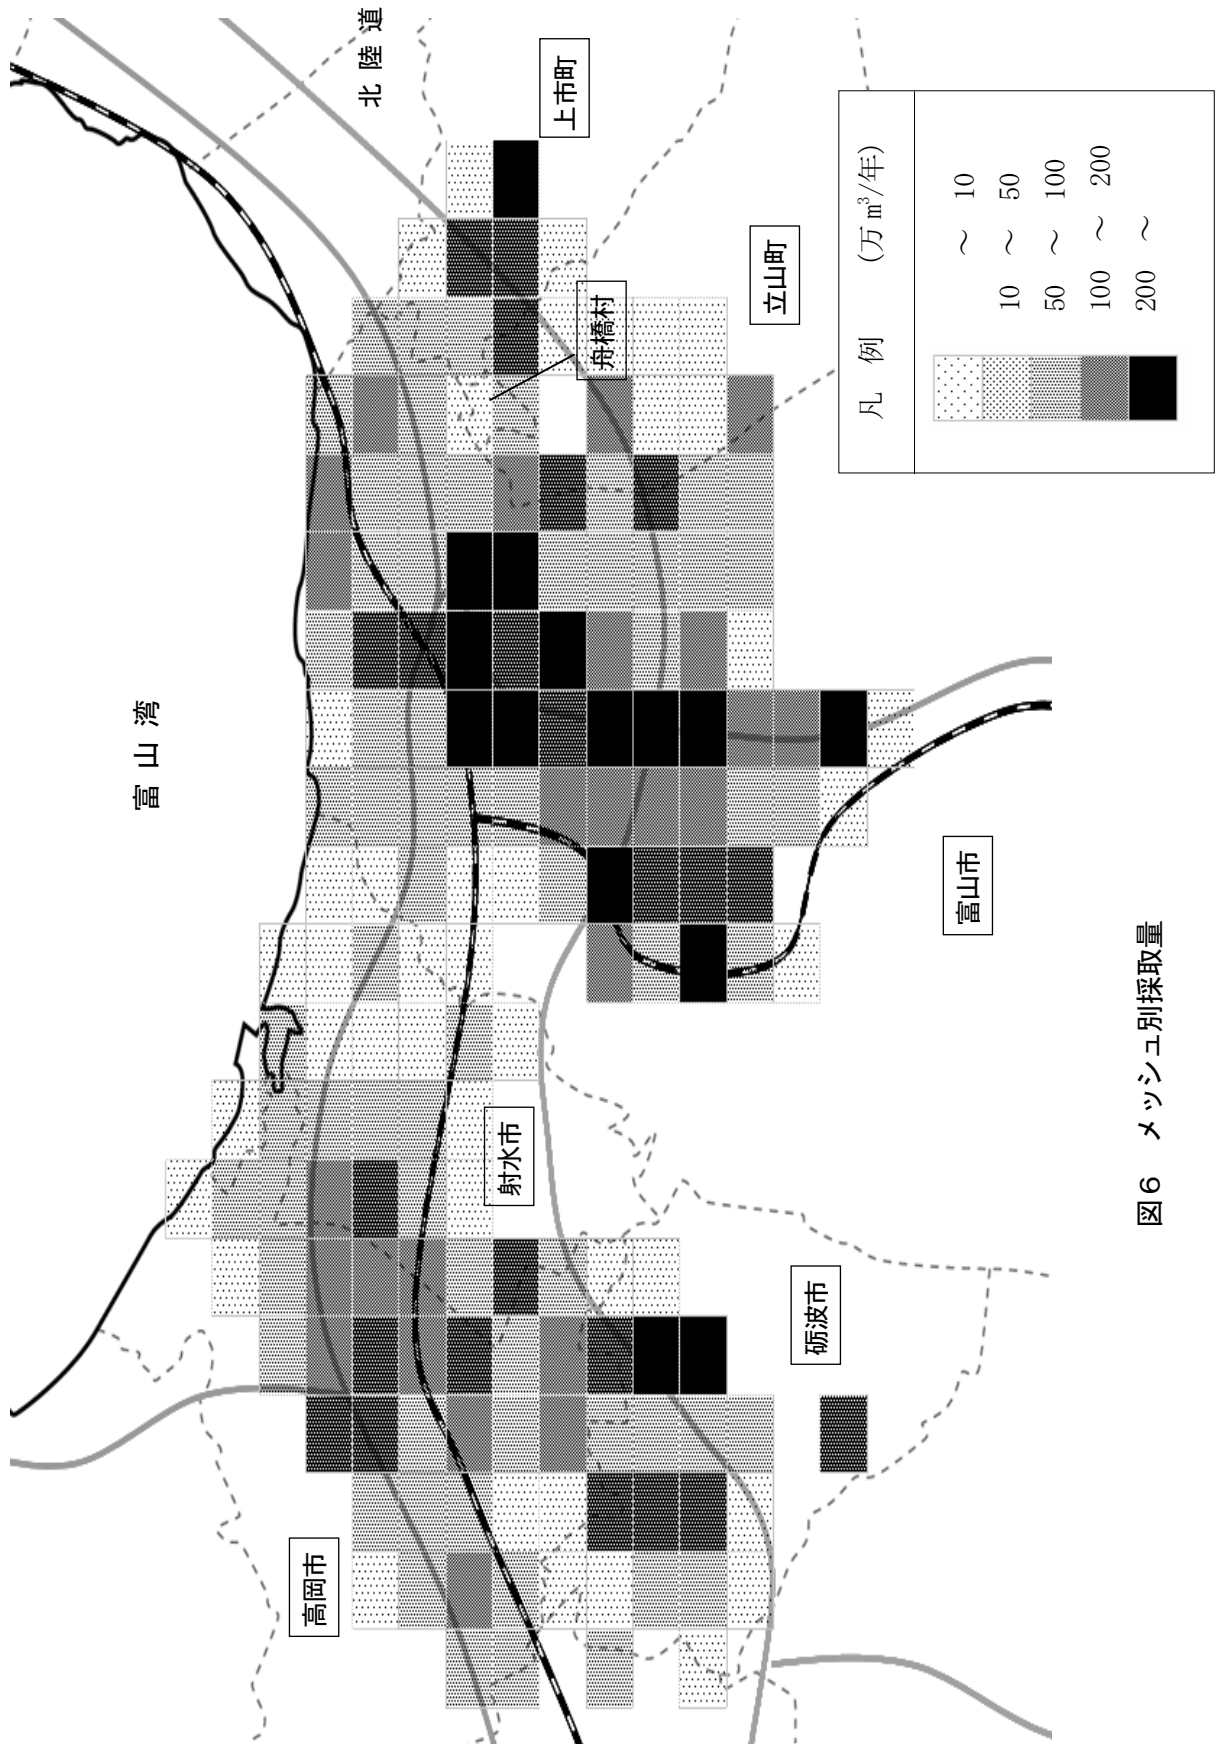 北陸道
富山湾
上市町
舟橋村
立山町
富山市
射水市
砺波市
高岡市
凡 例 (万m³/年)
～ 10
10 ～ 50
50 ～ 100
100 ～ 200
200 ～
図6 メッシュ別採取量